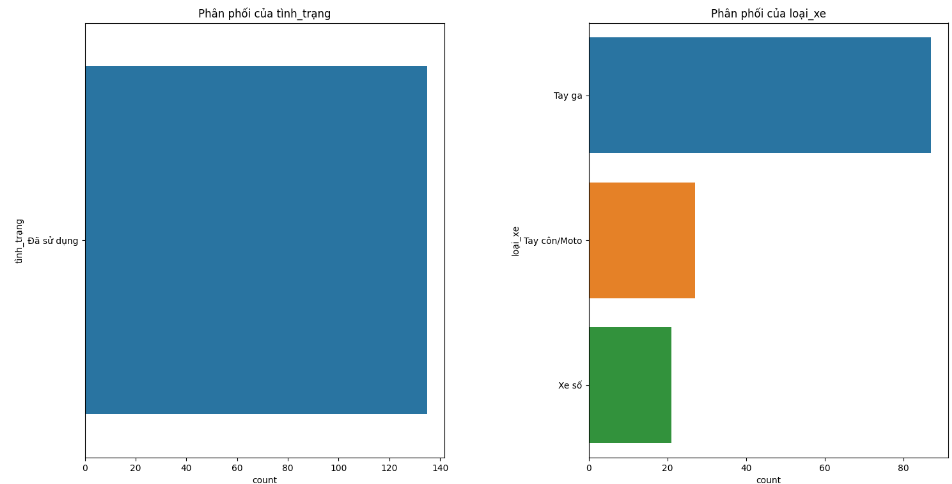 Phân phối của tình_trạng
tình_trạng
Đã sử dụng
0 20 40 60 80 100 120 140
count
Phân phối của loại_xe
loại_xe
Tay ga
Tay côn/Moto
Xe số
0 20 40 60 80
count